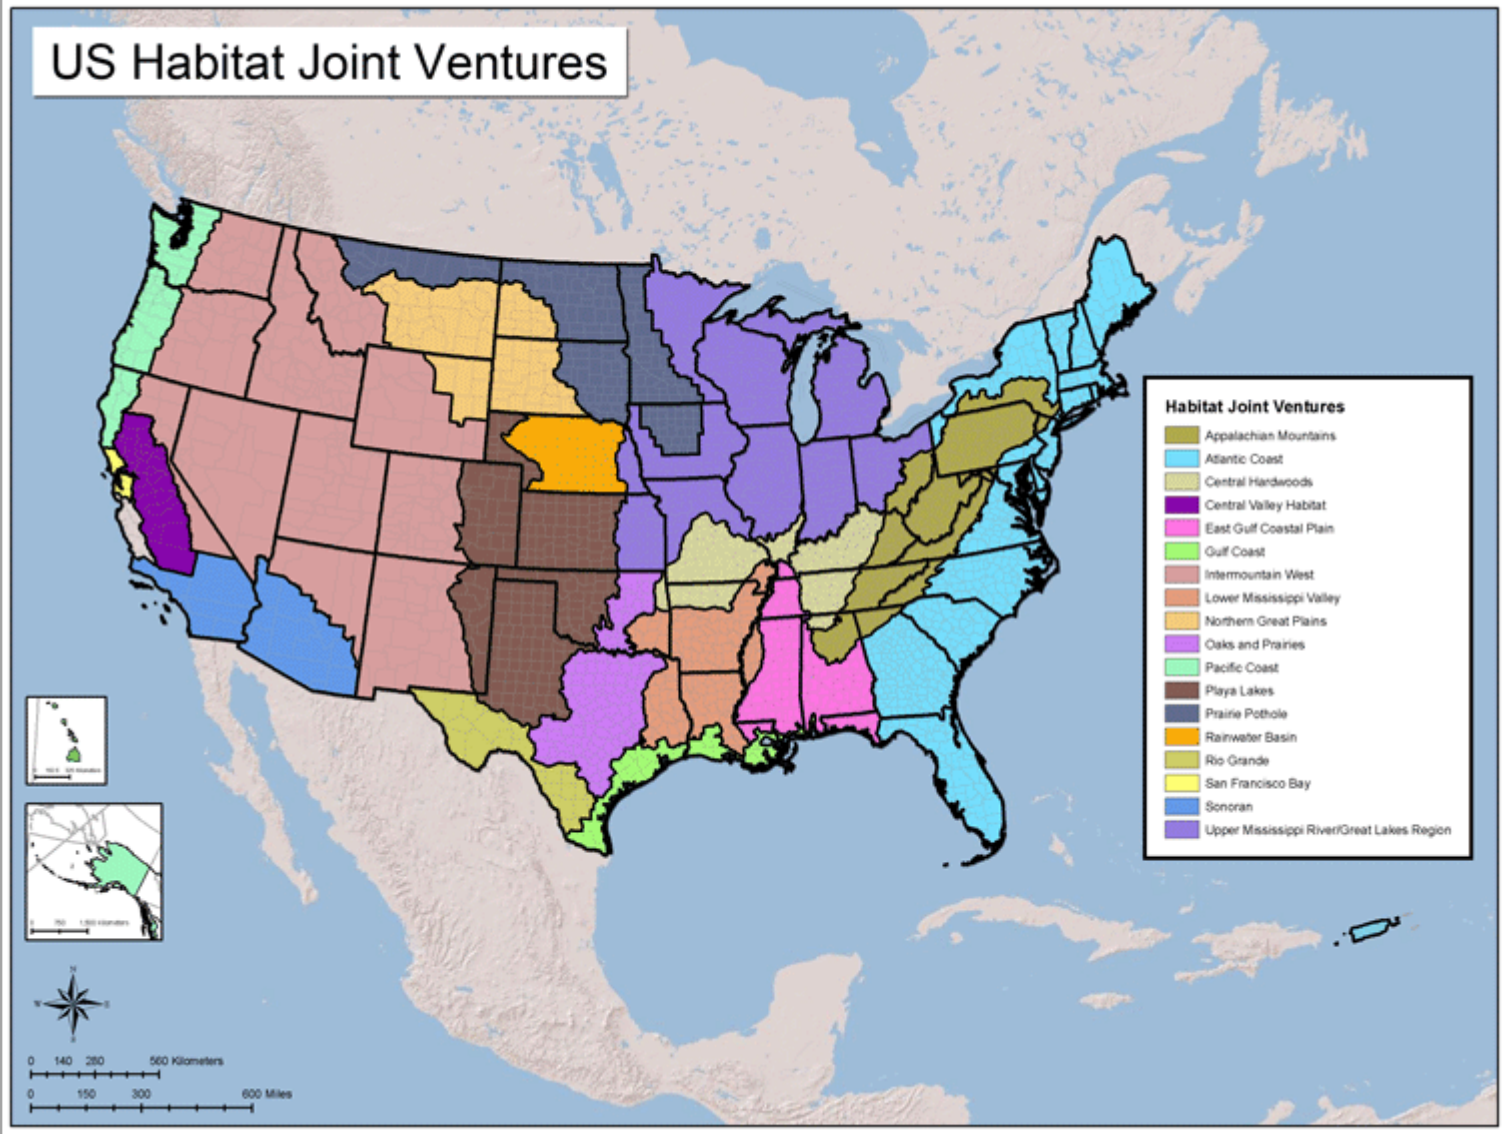 US Habitat Joint Ventures
Habitat Joint Ventures
Appalachian Mountains
Atlantic Coast
Central Hardwoods
Central Valley Habitat
East Gulf Coastal Plain
Gulf Coast
Intermountain West
Lower Mississippi Valley
Northern Great Plains
Oaks and Prairies
Pacific Coast
Playa Lakes
Prairie Pothole
Rainwater Basin
Rio Grande
San Francisco Bay
Sonoran
Upper Mississippi River/Great Lakes Region
N
W
S
0 140 280 560 Kilometers
0 150 300 600 Miles